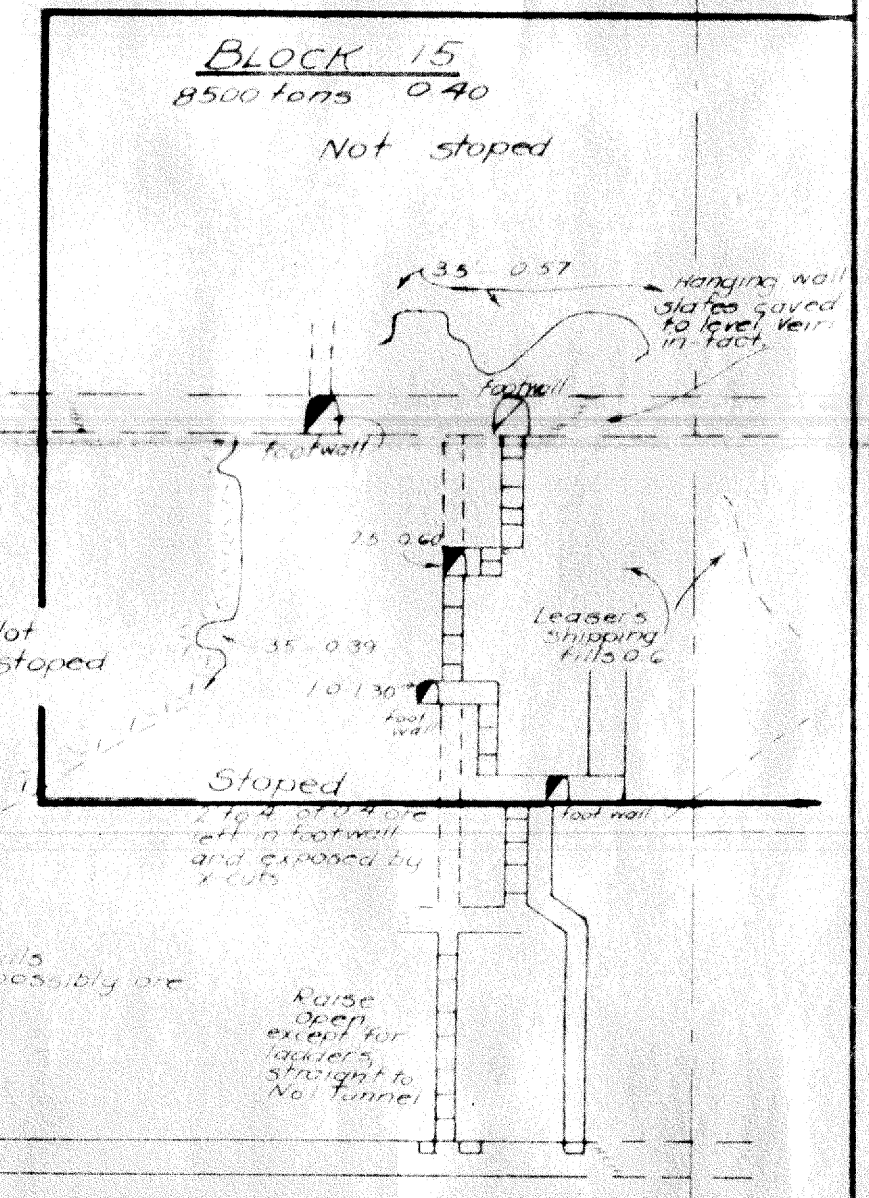 BLOCK 15
8500 tons 0.40
Not stoped
3.5' 0.57
Hanging wall
slates caved
to level, vein
in-tact.
footwall
footwall
2.5 0.60
Leasers
shipping
fills 0.6
stoped
3.5 0.39
1.0 1.30
foot
wall
Stoped
2' to 4' of 0.4 ore
left in footwall
and exposed by
x-cuts
foot wall
possibly ore
Raise
open
except for
ladders,
straight to
No 1 Tunnel